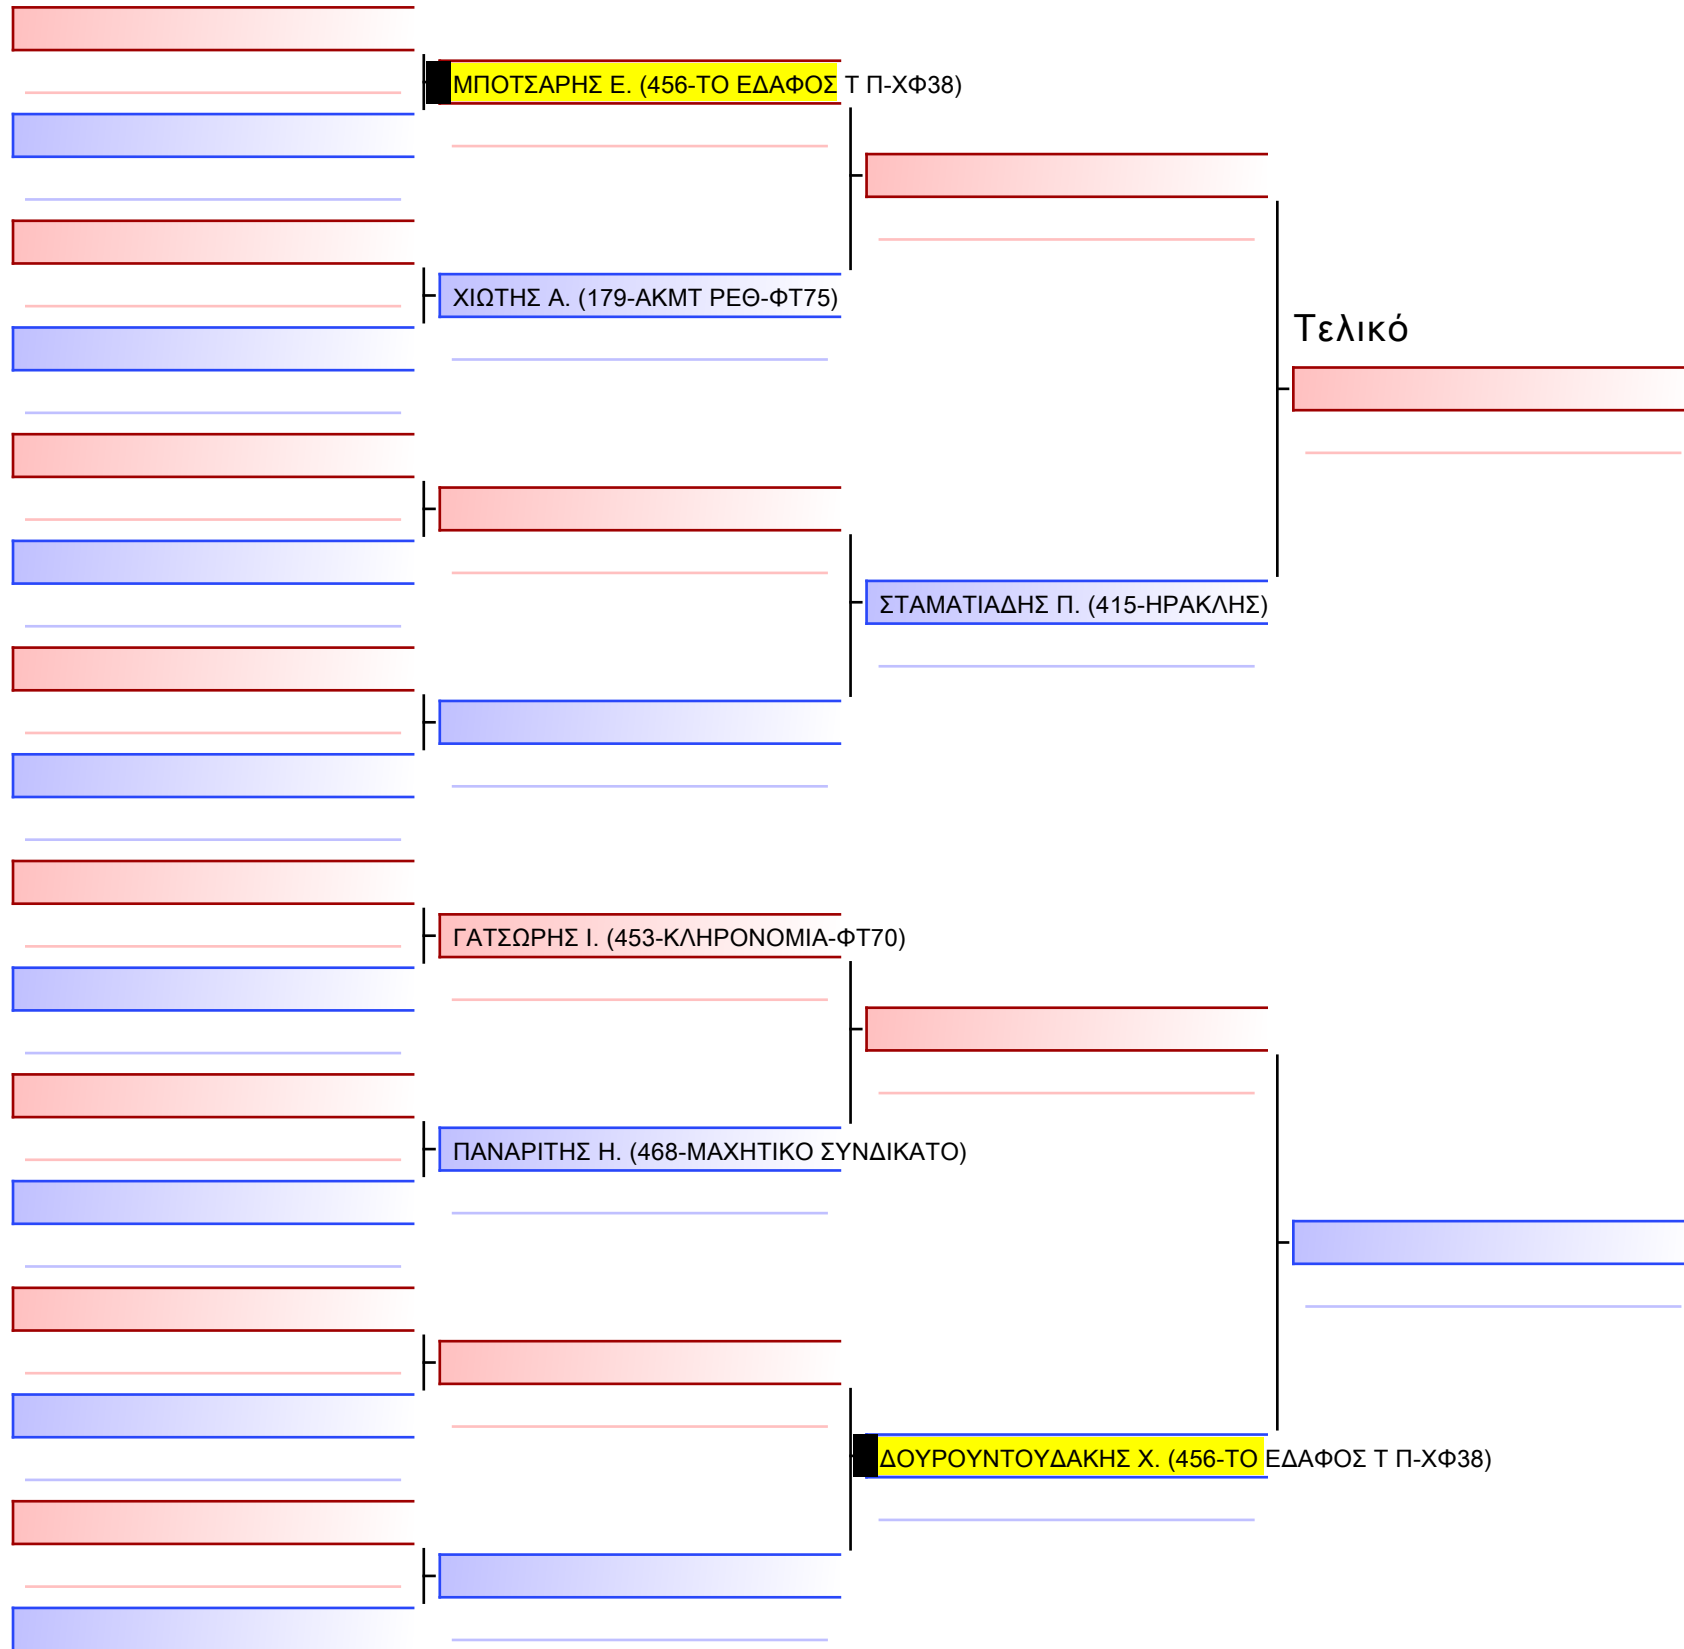 ΜΠΟΤΣΑΡΗΣ Ε. (456-ΤΟ ΕΔΑΦΟΣ Τ Π-ΧΦ38)
ΧΙΩΤΗΣ Α. (179-ΑΚΜΤ ΡΕΘ-ΦΤ75)
Τελικό
ΣΤΑΜΑΤΙΑΔΗΣ Π. (415-ΗΡΑΚΛΗΣ)
ΓΑΤΣΩΡΗΣ Ι. (453-ΚΛΗΡΟΝΟΜΙΑ-ΦΤ70)
ΠΑΝΑΡΙΤΗΣ Η. (468-ΜΑΧΗΤΙΚΟ ΣΥΝΔΙΚΑΤΟ)
ΔΟΥΡΟΥΝΤΟΥΔΑΚΗΣ Χ. (456-ΤΟ ΕΔΑΦΟΣ Τ Π-ΧΦ38)